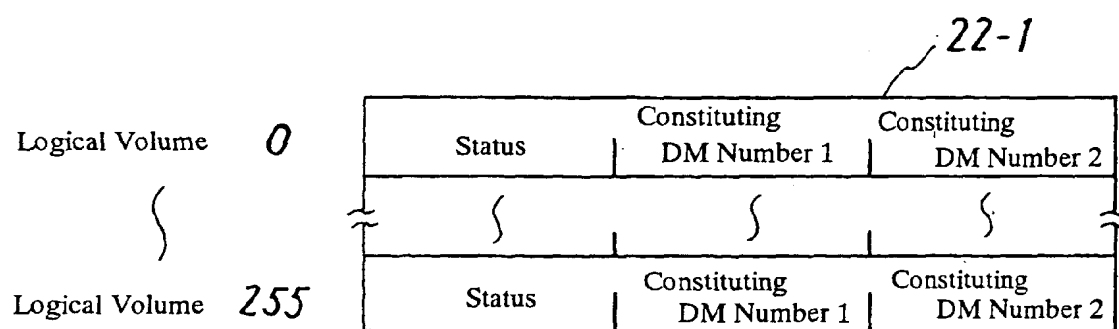 22-1
Logical Volume 0 Status Constituting DM Number 1 Constituting DM Number 2
Logical Volume 255 Status Constituting DM Number 1 Constituting DM Number 2